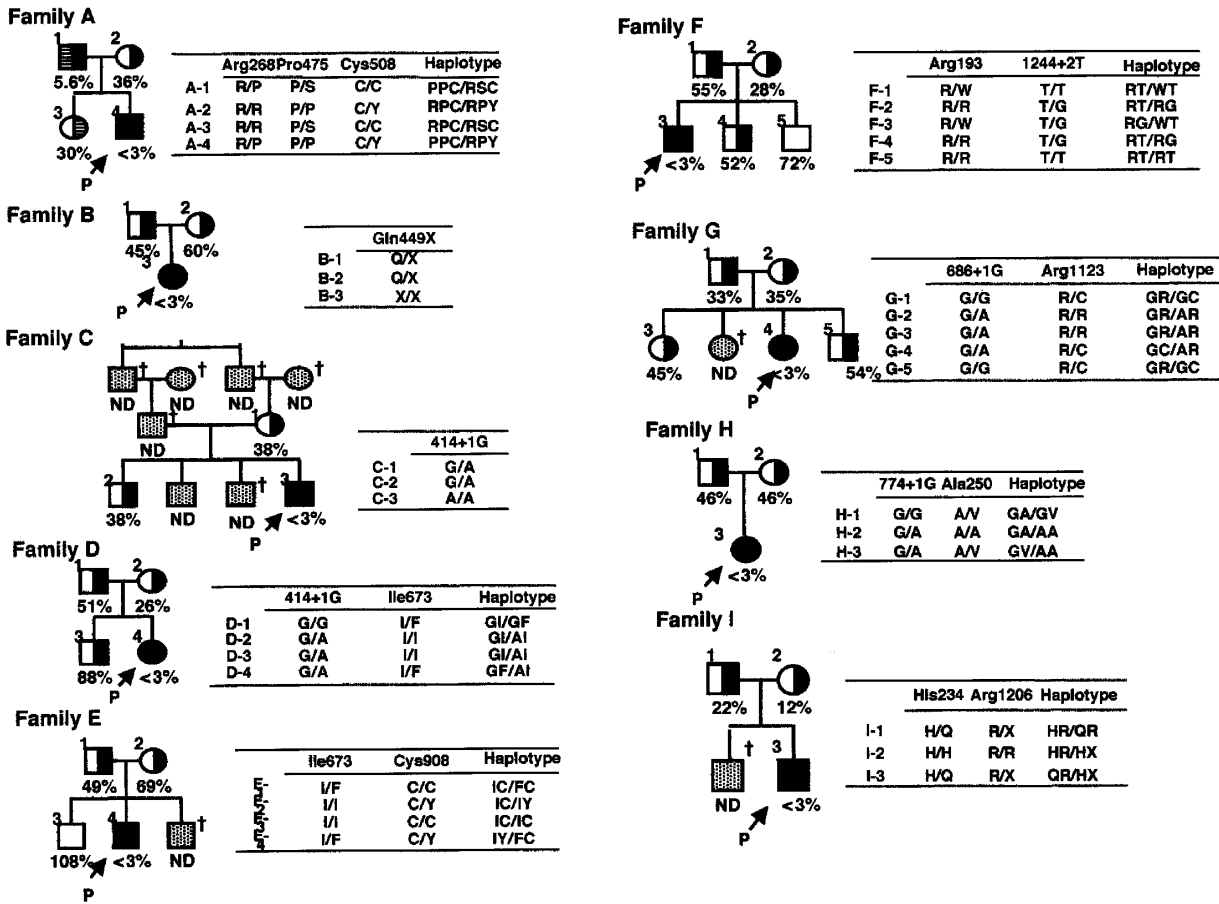 Family A
1 2
5.6% 36%
3 4
30% <3%
P
Arg268 Pro475 Cys508 Haplotype
A-1 R/P P/S C/C PPC/RSC
A-2 R/R P/P C/Y RPC/RPY
A-3 R/R P/S C/C RPC/RSC
A-4 R/P P/P C/Y PPC/RPY
Family B
1 2
45% 60%
3
<3%
P
Gln449X
B-1 Q/X
B-2 Q/X
B-3 X/X
Family C
† † † †
ND ND ND ND
† 1
ND 38%
2 † 3
38% ND ND <3%
P
414+1G
C-1 G/A
C-2 G/A
C-3 A/A
Family D
1 2
51% 26%
3 4
88% <3%
P
414+1G Ile673 Haplotype
D-1 G/G I/F GI/GF
D-2 G/A I/I GI/AI
D-3 G/A I/I GI/AI
D-4 G/A I/F GF/AI
Family E
1 2
49% 69%
3 4 †
108% <3% ND
P
Ile673 Cys908 Haplotype
I/F C/C IC/FC
I/I C/Y IC/IY
I/I C/C IC/IC
I/F C/Y IY/FC
Family F
1 2
55% 28%
3 4 5
<3% 52% 72%
P
Arg193 1244+2T Haplotype
F-1 R/W T/T RT/WT
F-2 R/R T/G RT/RG
F-3 R/W T/G RG/WT
F-4 R/R T/G RT/RG
F-5 R/R T/T RT/RT
Family G
1 2
33% 35%
3 † 4 5
45% ND <3% 54%
P
686+1G Arg1123 Haplotype
G-1 G/G R/C GR/GC
G-2 G/A R/R GR/AR
G-3 G/A R/R GR/AR
G-4 G/A R/C GC/AR
G-5 G/G R/C GR/GC
Family H
1 2
46% 46%
3
<3%
P
774+1G Ala250 Haplotype
H-1 G/G A/V GA/GV
H-2 G/A A/A GA/AA
H-3 G/A A/V GV/AA
Family I
1 2
22% 12%
† 3
ND <3%
P
His234 Arg1206 Haplotype
I-1 H/Q R/X HR/QR
I-2 H/H R/R HR/HX
I-3 H/Q R/X QR/HX